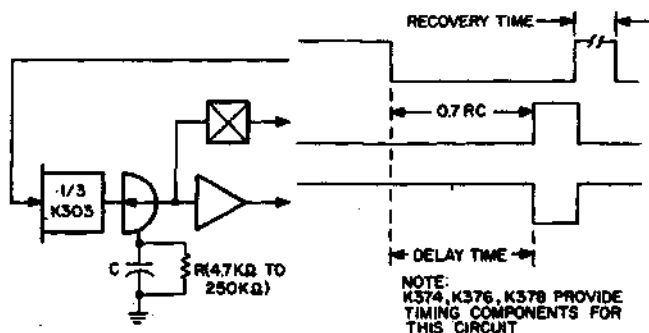 RECOVERY TIME
0.7 RC
1/3
K303
C
R(4.7KΩ TO
250KΩ)
DELAY TIME
NOTE:
K374, K376, K378 PROVIDE
TIMING COMPONENTS FOR
THIS CIRCUIT